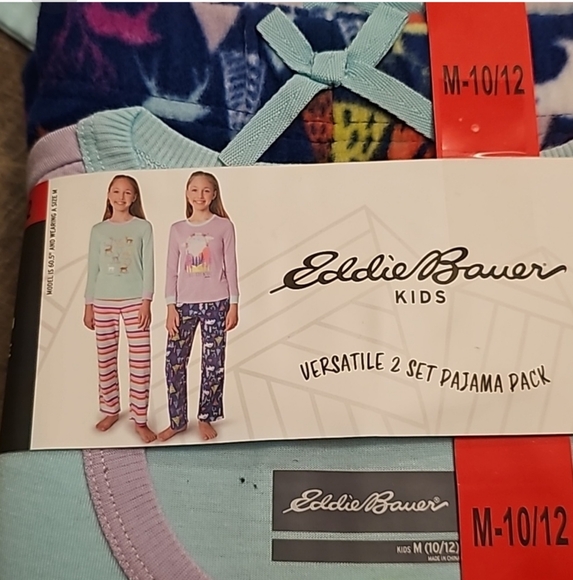 M-10/12
MODEL IS 60.5" AND WEARING A SIZE M
Eddie Bauer
KIDS
VERSATILE 2 SET PAJAMA PACK
Eddie Bauer
KIDS M (10/12)
MADE IN CHINA
M-10/12